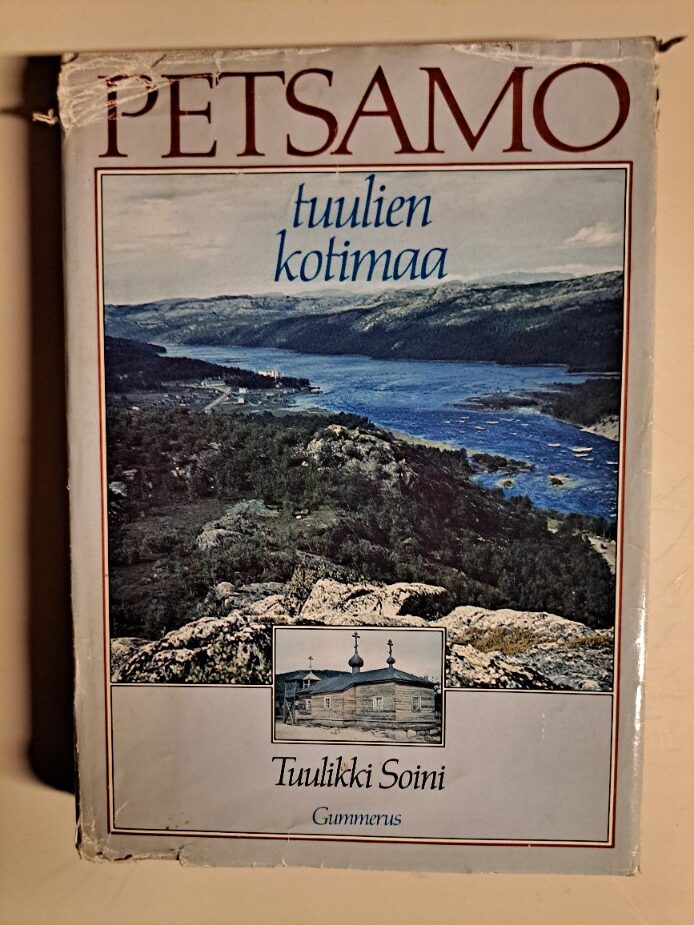 PETSAMO
tuulien
kotimaa
Tuulikki Soini
Gummerus